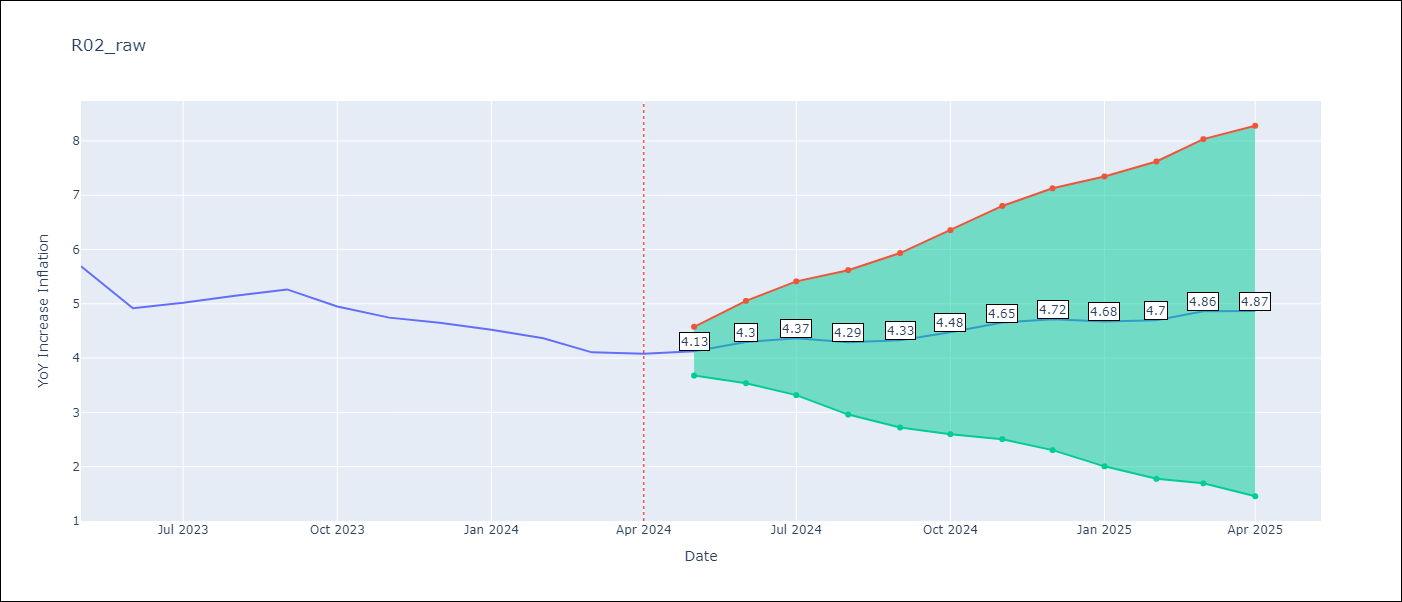 R02_raw
YoY Increase Inflation
8
7
6
5
4
3
2
1
4.13
4.3
4.37
4.29
4.33
4.48
4.65
4.72
4.68
4.7
4.86
4.87
Jul 2023
Oct 2023
Jan 2024
Apr 2024
Jul 2024
Oct 2024
Jan 2025
Apr 2025
Date